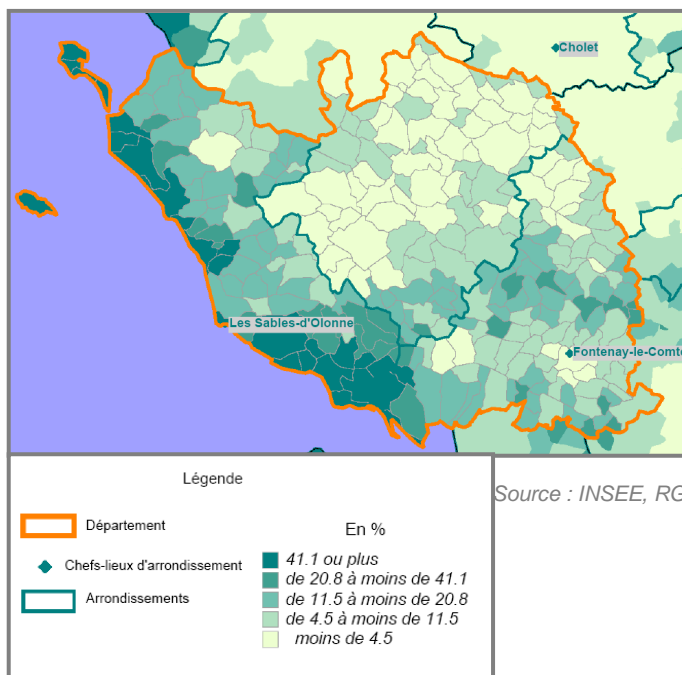 Cholet
Les Sables-d'Olonne
Fontenay-le-Comte
Source : INSEE, RG
Légende
Département
Chefs-lieux d'arrondissement
Arrondissements
En %
41.1 ou plus
de 20.8 à moins de 41.1
de 11.5 à moins de 20.8
de 4.5 à moins de 11.5
moins de 4.5